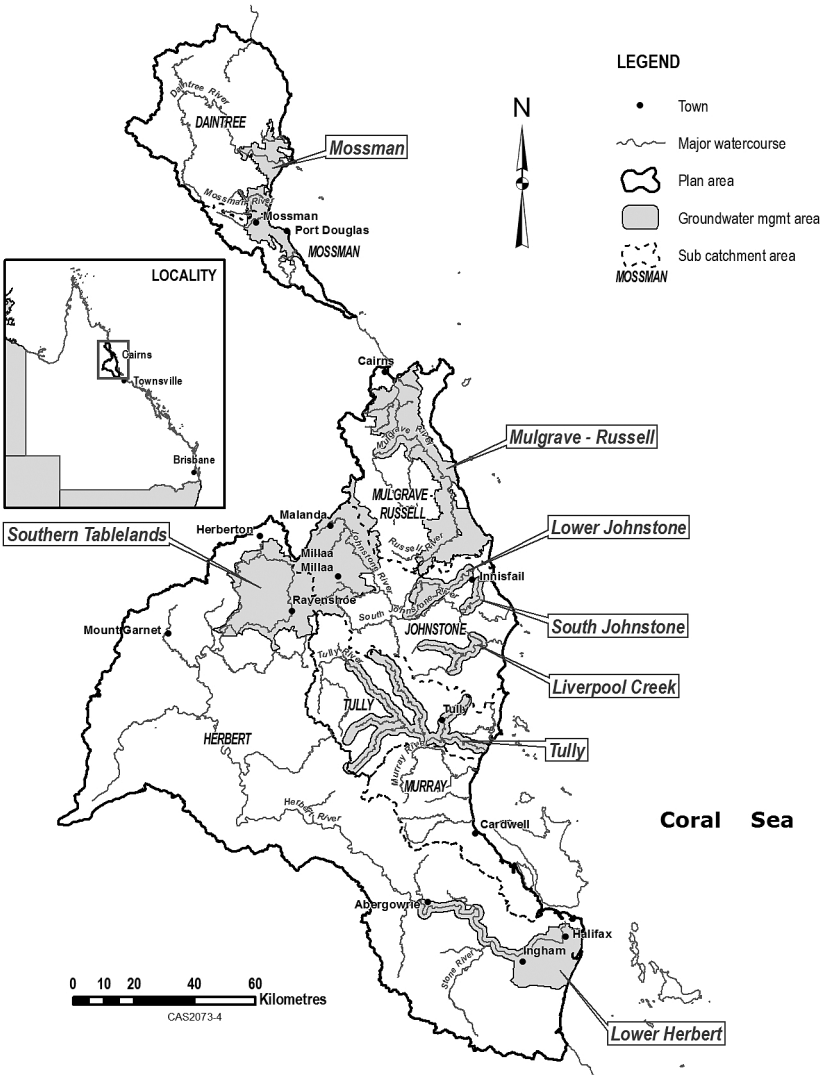 LEGEND
N
Town
Major watercourse
Plan area
Groundwater mgmt area
Sub catchment area
MOSSMAN
Daintree River
DAINTREE
Mossman
Mossman River
Mossman
Port Douglas
MOSSMAN
LOCALITY
Cairns
Townsville
Brisbane
Cairns
Mulgrave River
Mulgrave - Russell
MULGRAVE -
RUSSELL
Malanda
Herberton
Southern Tablelands
Lower Johnstone
Russell River
Millaa
Millaa
Johnstone River
Innisfail
Ravenshoe
South Johnstone River
South Johnstone
Mount Garnet
JOHNSTONE
Tully River
Liverpool Creek
TULLY
Tully
HERBERT
Tully
Murray River
MURRAY
Herbert River
Cardwell
Coral Sea
Abergowrie
Halifax
Ingham
Stone River
0 10 20 40 60
Kilometres
CAS2073-4
Lower Herbert